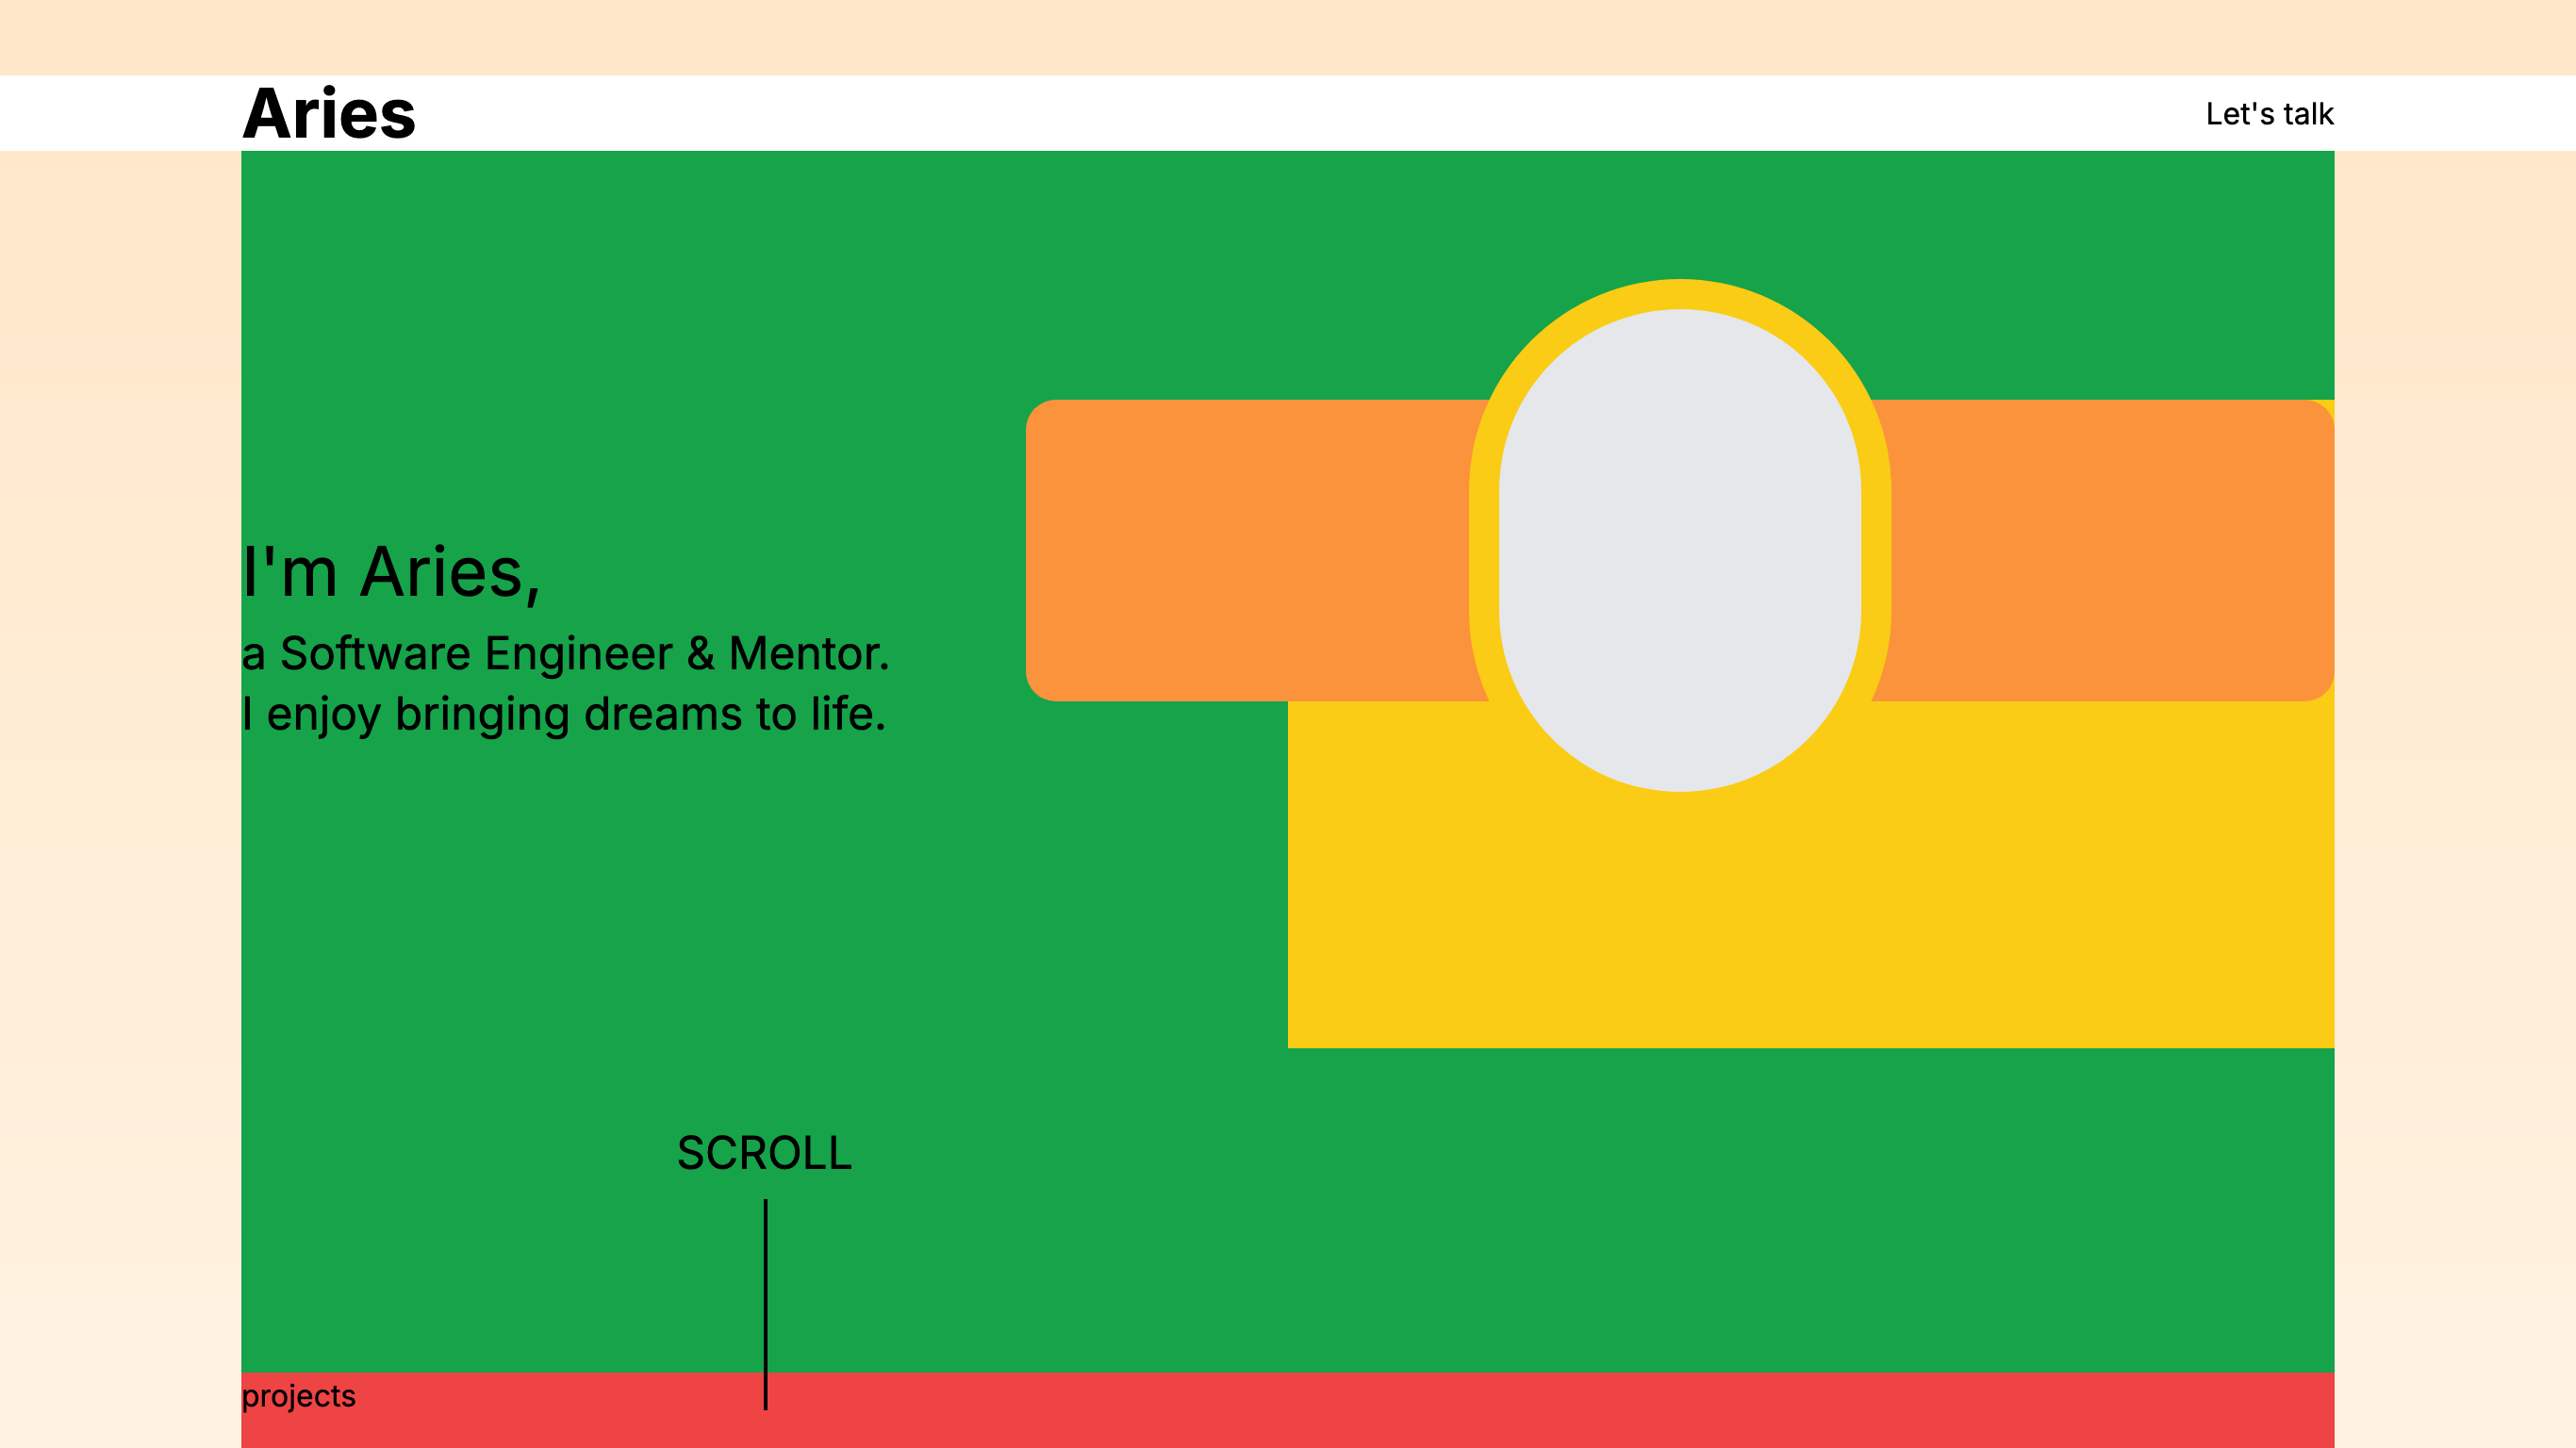 Aries
Let's talk
I'm Aries,
a Software Engineer & Mentor.
I enjoy bringing dreams to life.
SCROLL
projects